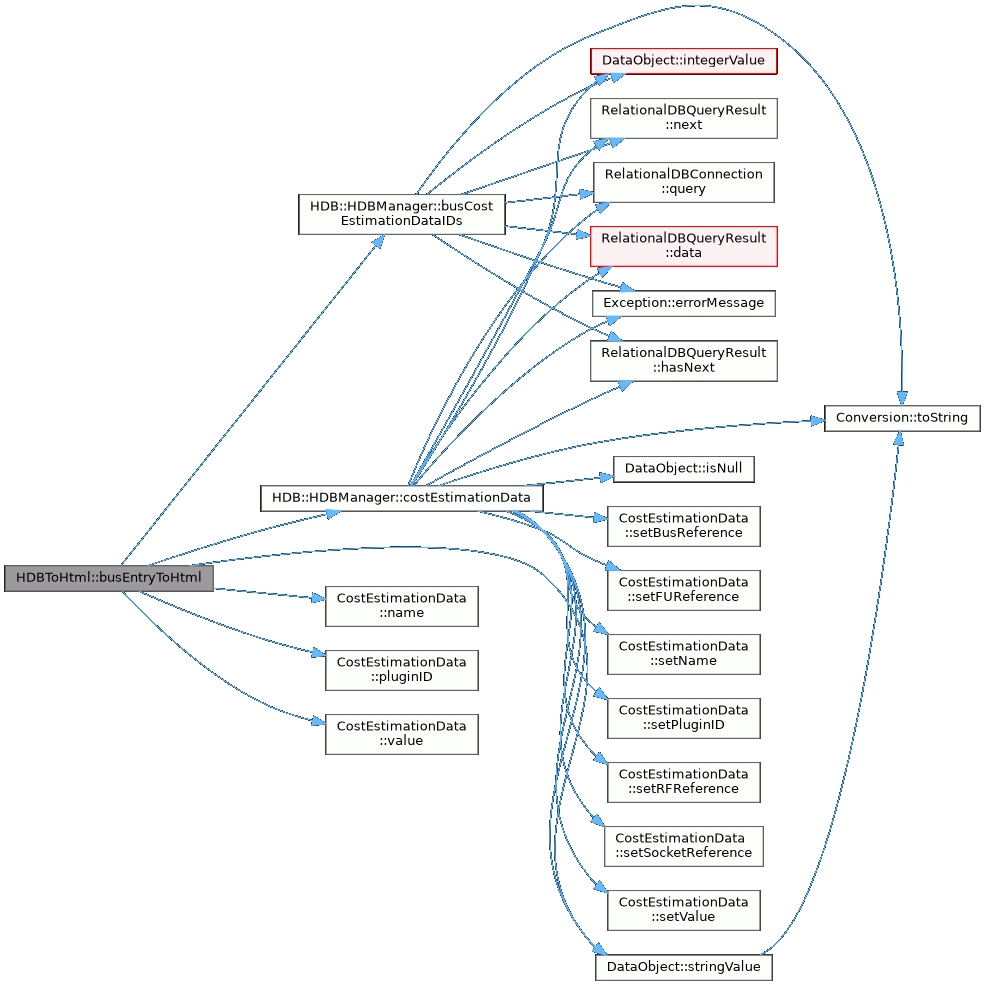 DataObject::integerValue
RelationalDBQueryResult
::next
RelationalDBConnection
::query
HDB::HDBManager::busCost
EstimationDataIDs
RelationalDBQueryResult
::data
Exception::errorMessage
RelationalDBQueryResult
::hasNext
Conversion::toString
DataObject::isNull
HDB::HDBManager::costEstimationData
CostEstimationData
::setBusReference
HDBToHtml::busEntryToHtml
CostEstimationData
::setFUReference
CostEstimationData
::name
CostEstimationData
::setName
CostEstimationData
::pluginID
CostEstimationData
::setPluginID
CostEstimationData
::value
CostEstimationData
::setRFReference
CostEstimationData
::setSocketReference
CostEstimationData
::setValue
DataObject::stringValue